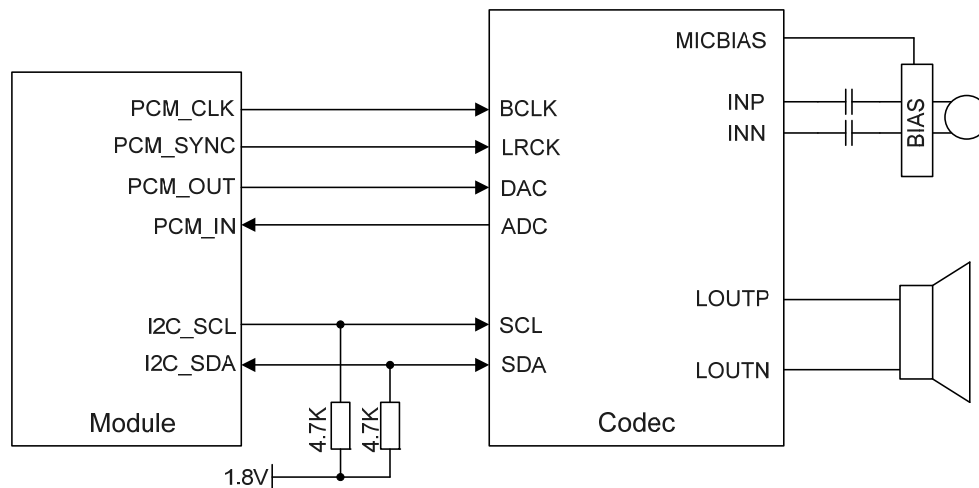 MICBIAS
PCM_CLK
BCLK
INP
PCM_SYNC
LRCK
INN
BIAS
PCM_OUT
DAC
PCM_IN
ADC
LOUTP
I2C_SCL
SCL
I2C_SDA
SDA
LOUTN
4.7K
4.7K
Module
Codec
1.8V